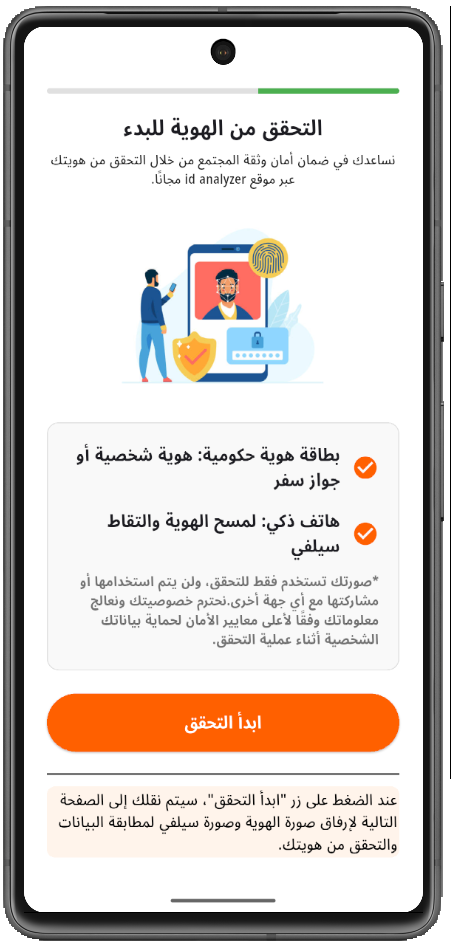 التحقق من الهوية للبدء
نساعدك في ضمان أمان وثقة المجتمع من خلال التحقق من هويتك
عبر موقع id analyzer مجانًا.
بطاقة هوية حكومية: هوية شخصية أو
جواز سفر
هاتف ذكي: لمسح الهوية والتقاط
سيلفي
*صورتك تستخدم فقط للتحقق، ولن يتم استخدامها أو
مشاركتها مع أي جهة أخرى.نحترم خصوصيتك ونعالج
معلوماتك وفقًا لأعلى معايير الأمان لحماية بياناتك
الشخصية أثناء عملية التحقق.
ابدأ التحقق
عند الضغط على زر "ابدأ التحقق"، سيتم نقلك إلى الصفحة
التالية لإرفاق صورة الهوية وصورة سيلفي لمطابقة البيانات
والتحقق من هويتك.